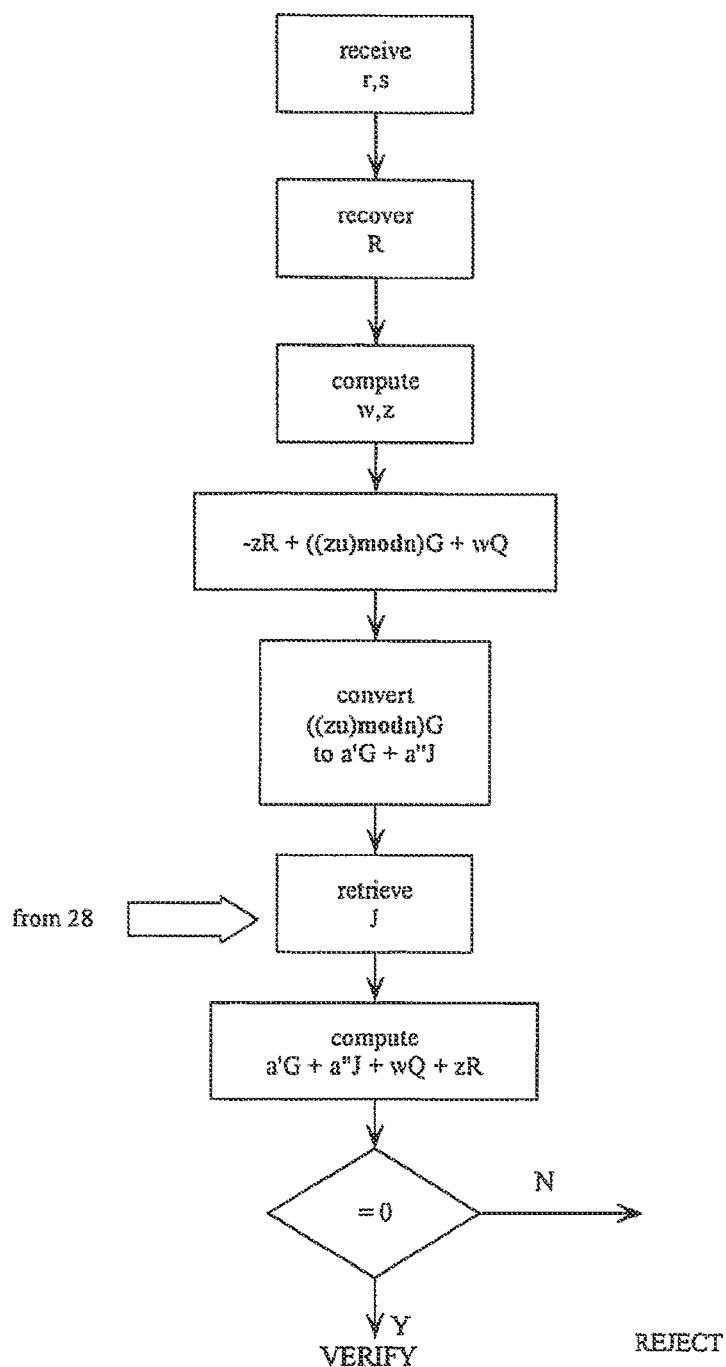 receive
r,s
recover
R
compute
w,z
-zR + ((zu)modn)G + wQ
convert
((zu)modn)G
to a'G + a"J
from 28
retrieve
J
compute
a'G + a"J + wQ + zR
= 0
N
Y
VERIFY
REJECT